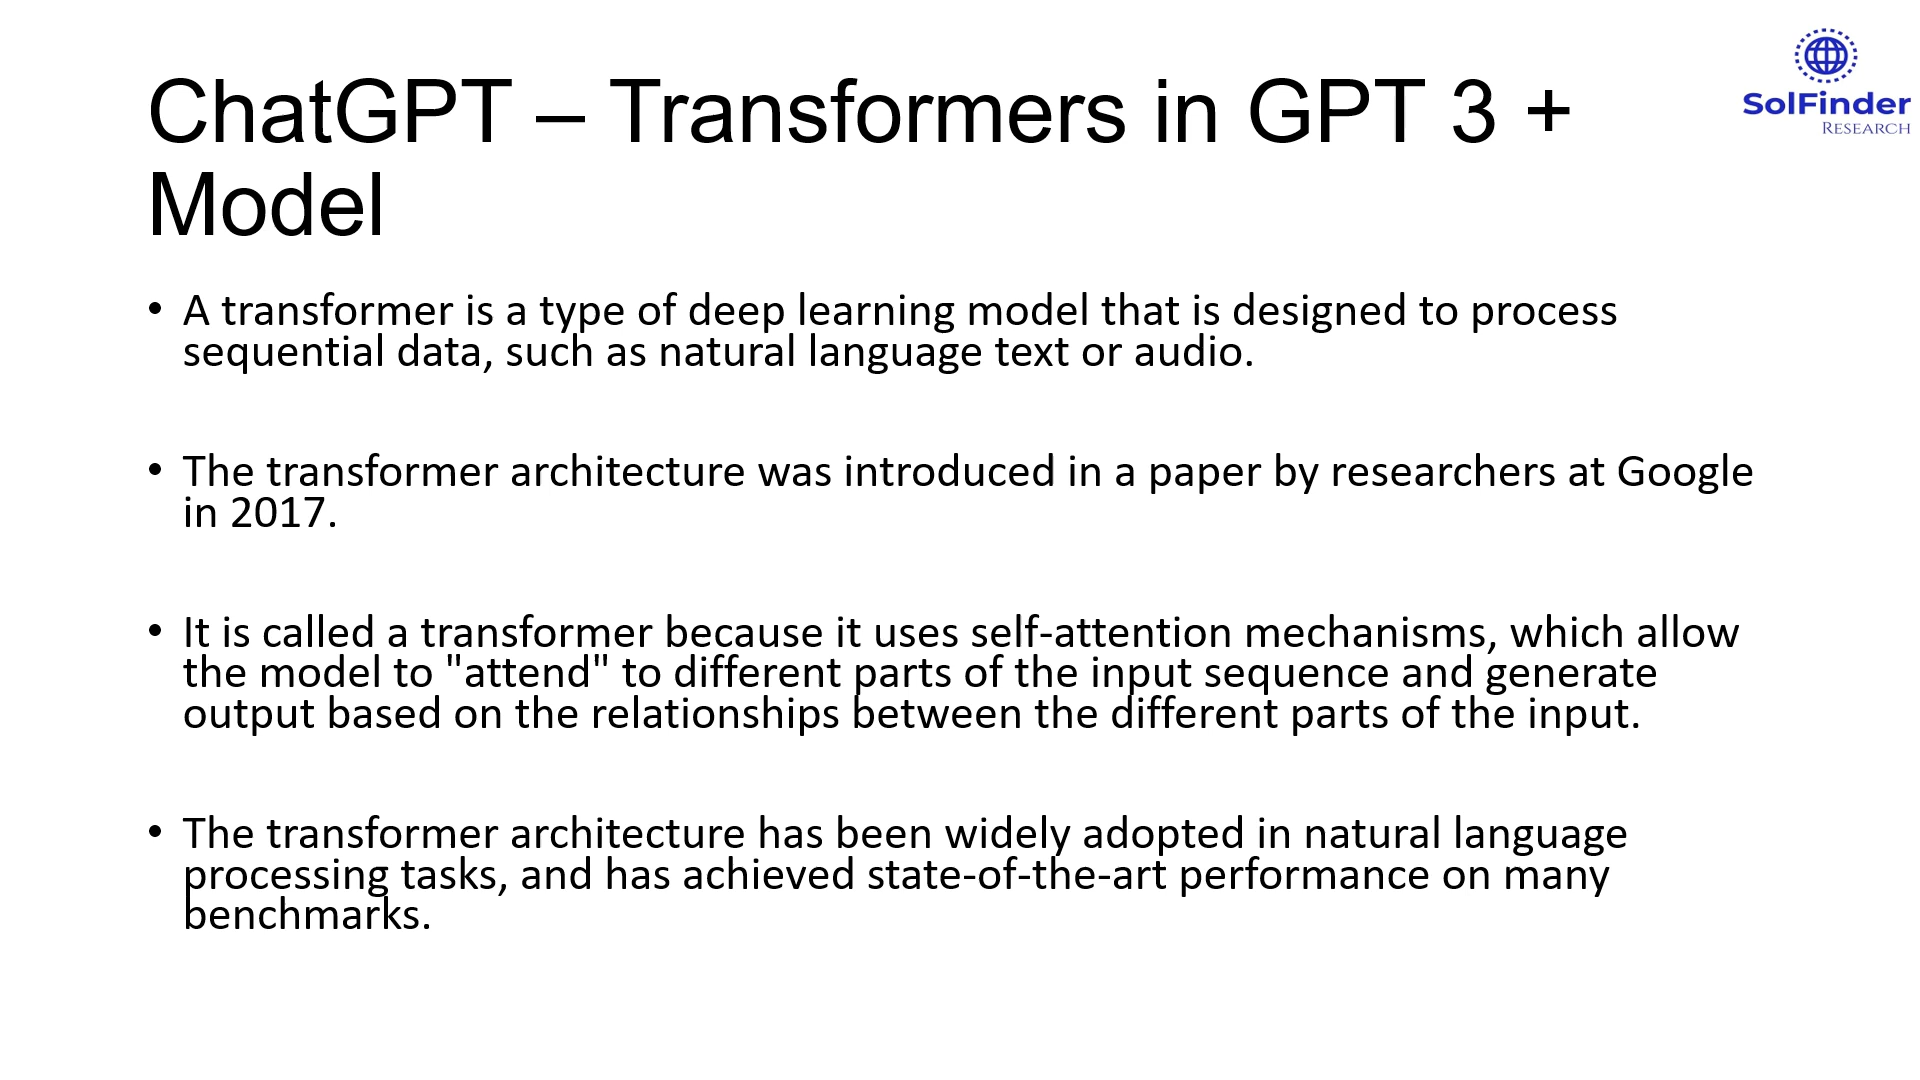 ChatGPT – Transformers in GPT 3 +
Model
SolFinder
RESEARCH
• A transformer is a type of deep learning model that is designed to process
sequential data, such as natural language text or audio.
• The transformer architecture was introduced in a paper by researchers at Google
in 2017.
• It is called a transformer because it uses self-attention mechanisms, which allow
the model to "attend" to different parts of the input sequence and generate
output based on the relationships between the different parts of the input.
• The transformer architecture has been widely adopted in natural language
processing tasks, and has achieved state-of-the-art performance on many
benchmarks.